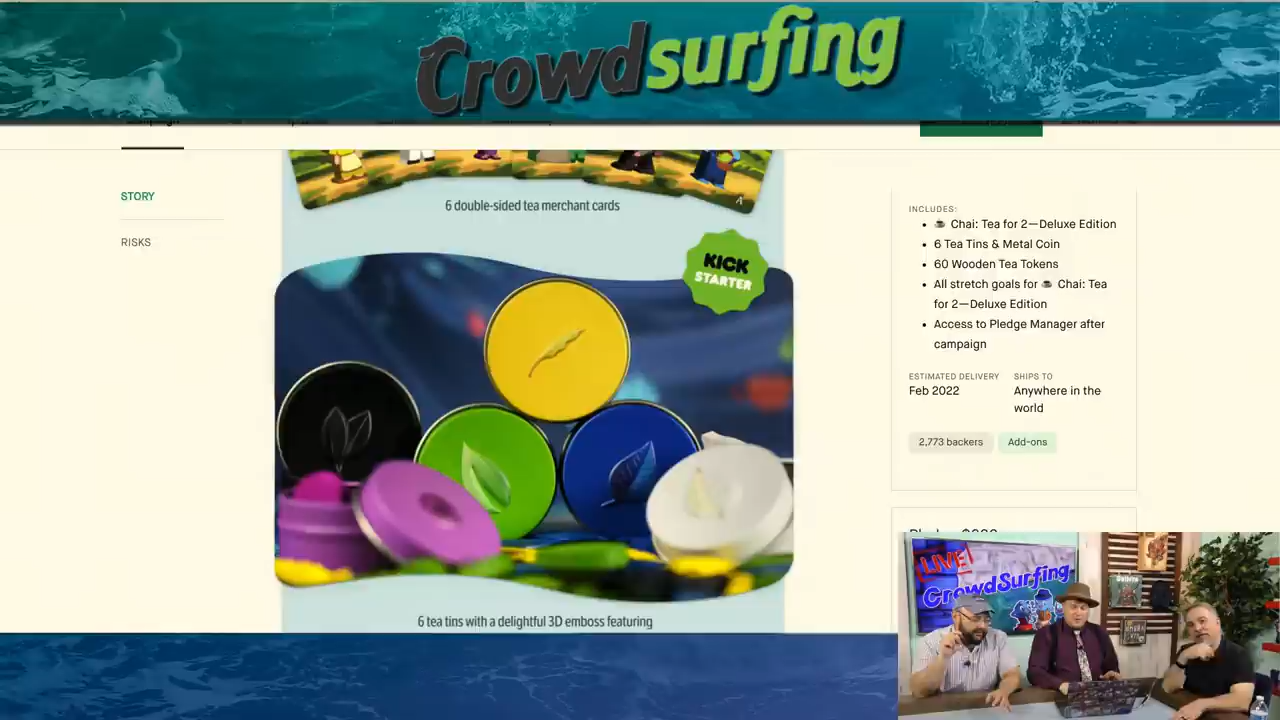 Crowdsurfing
STORY
RISKS
6 double-sided tea merchant cards
KICK
STARTER
6 tea tins with a delightful 3D emboss featuring
INCLUDES:
• ☕ Chai: Tea for 2—Deluxe Edition
• 6 Tea Tins & Metal Coin
• 60 Wooden Tea Tokens
• All stretch goals for ☕ Chai: Tea
for 2—Deluxe Edition
• Access to Pledge Manager after
campaign
ESTIMATED DELIVERY
Feb 2022
SHIPS TO
Anywhere in the
world
2,773 backers
Add-ons
LIVE!
CrowdSurfing